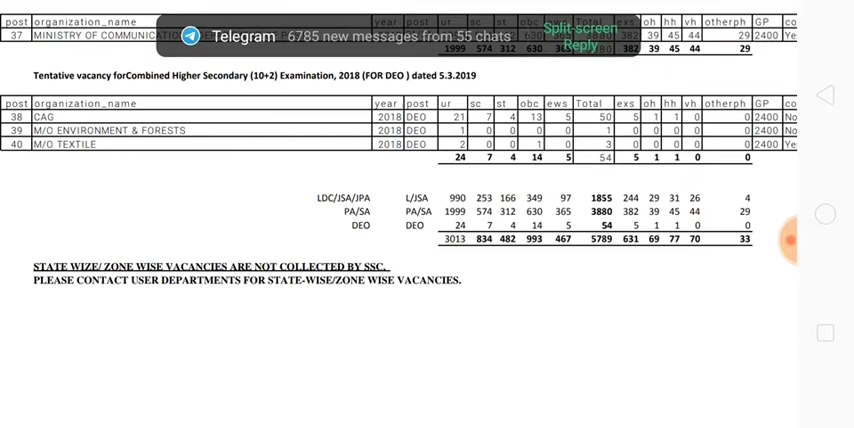 post organization_name year post ur sc st obc ews Total exs oh hh vh otherph GP co
37 MINISTRY OF COMMUNICATION 382 39 45 44 29 2400 Yes
Telegram 6785 new messages from 55 chats Split-screen Reply
1999 574 312 630 365 3880 382 39 45 44 29
Tentative vacancy forCombined Higher Secondary (10+2) Examination, 2018 (FOR DEO ) dated 5.3.2019
post organization_name year post ur sc st obc ews Total exs oh hh vh otherph GP co
38 CAG 2018 DEO 21 7 4 13 5 50 5 1 1 0 0 2400 No
39 M/O ENVIRONMENT & FORESTS 2018 DEO 1 0 0 0 0 1 0 0 0 0 0 2400 No
40 M/O TEXTILE 2018 DEO 2 0 0 1 0 3 0 0 0 0 0 2400 Yes
24 7 4 14 5 54 5 1 1 0 0
LDC/JSA/JPA L/JSA 990 253 166 349 97 1855 244 29 31 26 4
PA/SA PA/SA 1999 574 312 630 365 3880 382 39 45 44 29
DEO DEO 24 7 4 14 5 54 5 1 1 0 0
3013 834 482 993 467 5789 631 69 77 70 33
STATE WIZE/ ZONE WISE VACANCIES ARE NOT COLLECTED BY SSC.
PLEASE CONTACT USER DEPARTMENTS FOR STATE-WISE/ZONE WISE VACANCIES.